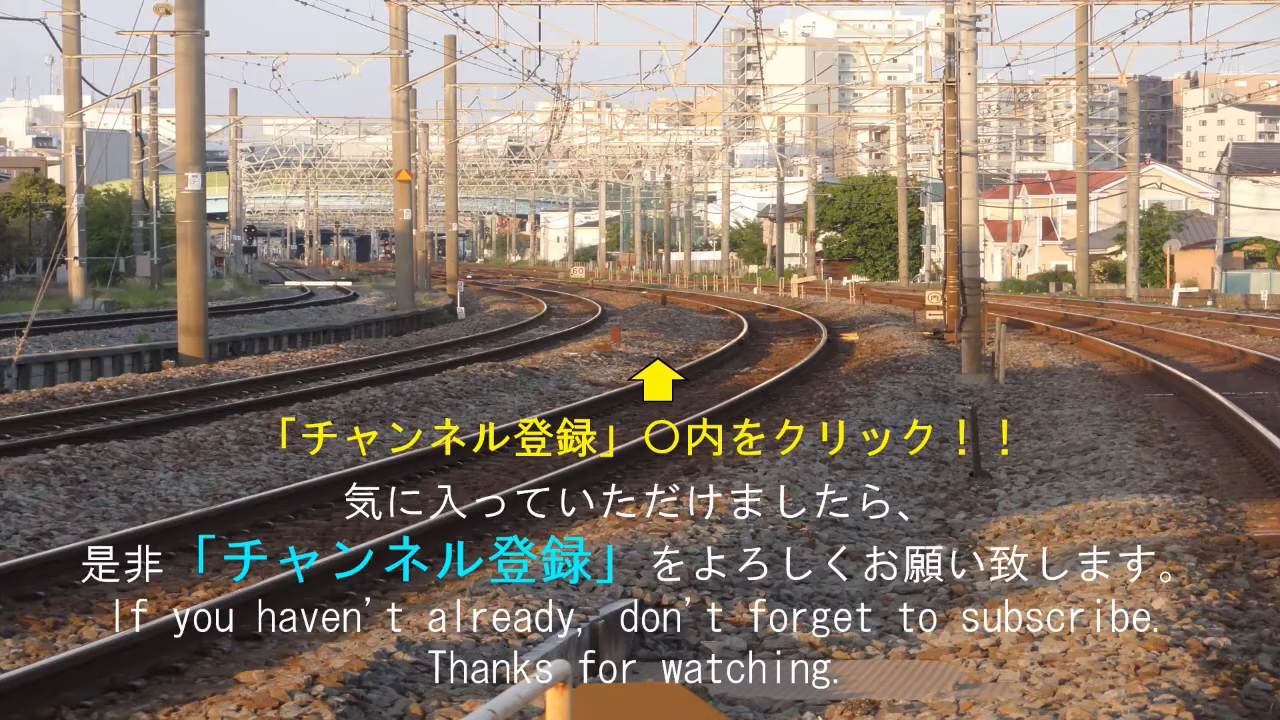 60
「チャンネル登録」〇内をクリック！！
気に入っていただけましたら、
是非「チャンネル登録」をよろしくお願い致します。
If you haven't already, don't forget to subscribe.
Thanks for watching.